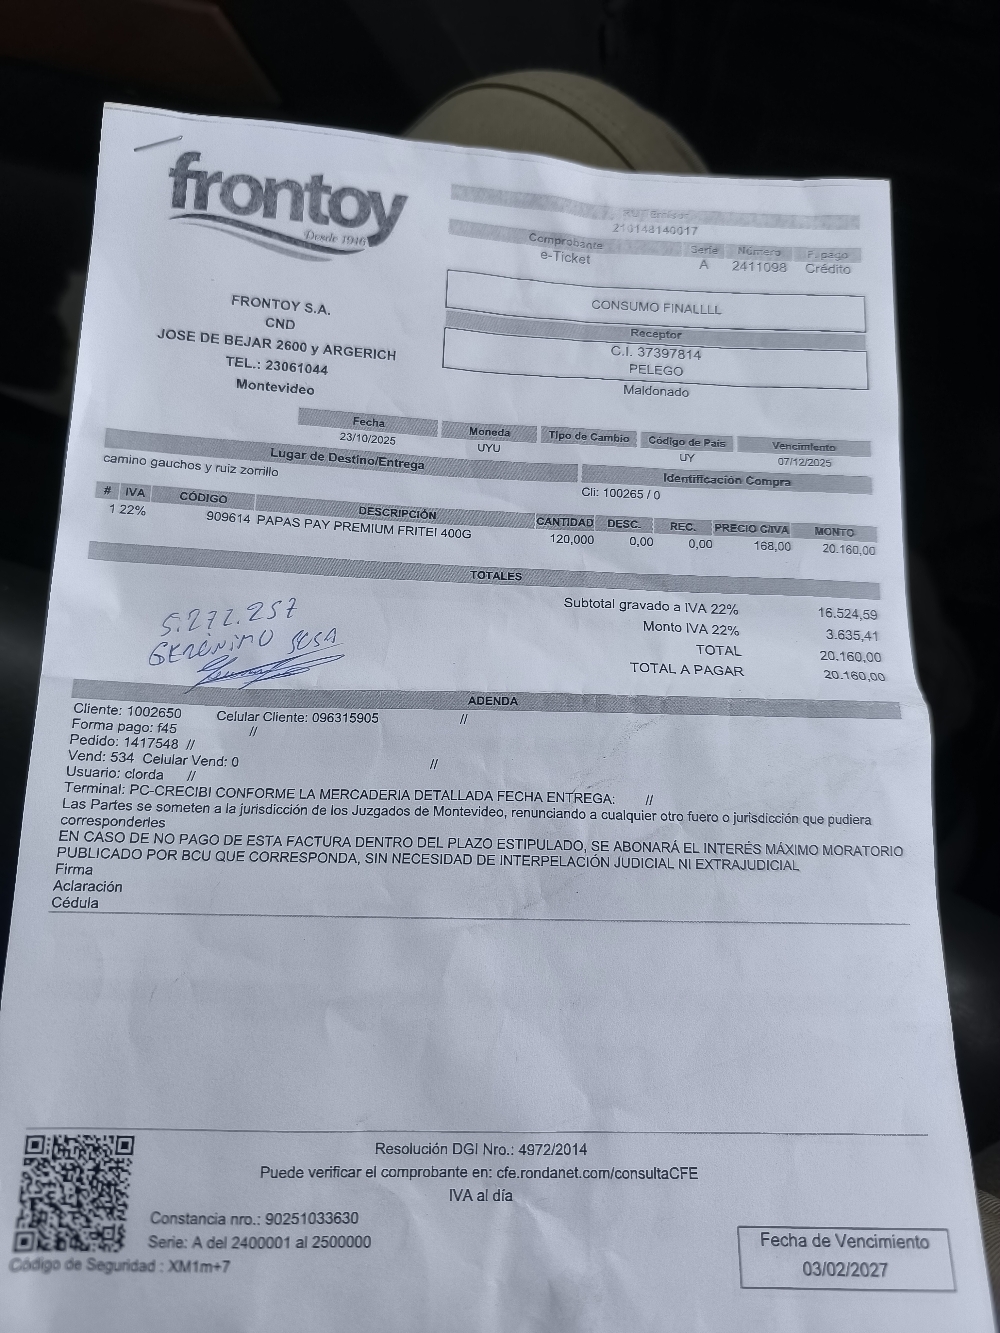 frontoy
Desde 1946
RUT Emisor
210148140017
Comprobante Serie Número F. pago
e-Ticket A 2411098 Crédito
CONSUMO FINALLLL
Receptor
C.I. 37397814
PELEGO
Maldonado
FRONTOY S.A.
CND
JOSE DE BEJAR 2600 y ARGERICH
TEL.: 23061044
Montevideo
Fecha Moneda Tipo de Cambio Código de País Vencimiento
23/10/2025 UYU UY 07/12/2025
Lugar de Destino/Entrega Identificación Compra
camino gauchos y ruiz zorrillo Cli: 100265 / 0
# IVA CÓDIGO DESCRIPCIÓN CANTIDAD DESC. REC. PRECIO C/IVA MONTO
1 22% 909614 PAPAS PAY PREMIUM FRITEI 400G 120,000 0,00 0,00 168,00 20.160,00
TOTALES
Subtotal gravado a IVA 22% 16.524,59
Monto IVA 22% 3.635,41
TOTAL 20.160,00
TOTAL A PAGAR 20.160,00
5.272.257
GERÓNIMO SOSA
ADENDA
Cliente: 1002650 Celular Cliente: 096315905 //
Forma pago: f45 //
Pedido: 1417548 //
Vend: 534 Celular Vend: 0 //
Usuario: clorda //
Terminal: PC-CRECIBI CONFORME LA MERCADERIA DETALLADA FECHA ENTREGA: //
Las Partes se someten a la jurisdicción de los Juzgados de Montevideo, renunciando a cualquier otro fuero o jurisdicción que pudiera
corresponderles
EN CASO DE NO PAGO DE ESTA FACTURA DENTRO DEL PLAZO ESTIPULADO, SE ABONARÁ EL INTERÉS MÁXIMO MORATORIO
PUBLICADO POR BCU QUE CORRESPONDA, SIN NECESIDAD DE INTERPELACIÓN JUDICIAL NI EXTRAJUDICIAL
Firma
Aclaración
Cédula
Resolución DGI Nro.: 4972/2014
Puede verificar el comprobante en: cfe.rondanet.com/consultaCFE
IVA al día
Constancia nro.: 90251033630
Serie: A del 2400001 al 2500000
Código de Seguridad : XM1m+7
Fecha de Vencimiento
03/02/2027